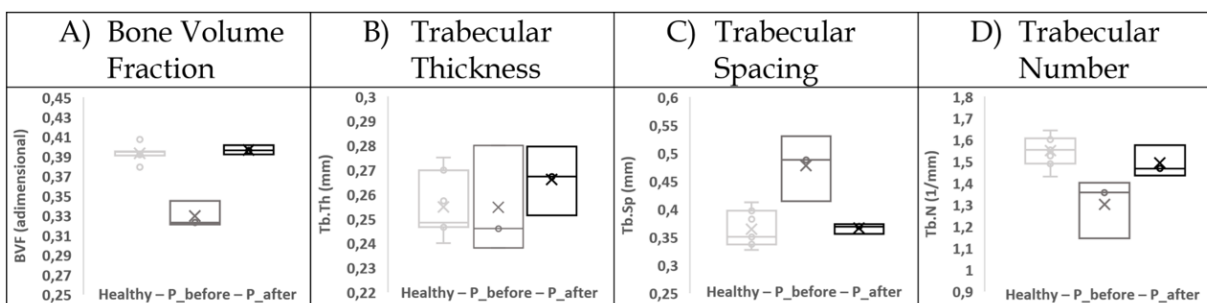 A) Bone Volume
Fraction
B) Trabecular
Thickness
C) Trabecular
Spacing
D) Trabecular
Number
BVF (adimensional)
0,45
0,43
0,41
0,39
0,37
0,35
0,33
0,31
0,29
0,27
0,25
Healthy – P_before – P_after
Tb.Th (mm)
0,3
0,29
0,28
0,27
0,26
0,25
0,24
0,23
0,22
Healthy – P_before – P_after
Tb.Sp (mm)
0,6
0,55
0,5
0,45
0,4
0,35
0,3
0,25
Healthy – P_before – P_after
Tb.N (1/mm)
1,8
1,7
1,6
1,5
1,4
1,3
1,2
1,1
1
0,9
Healthy – P_before – P_after